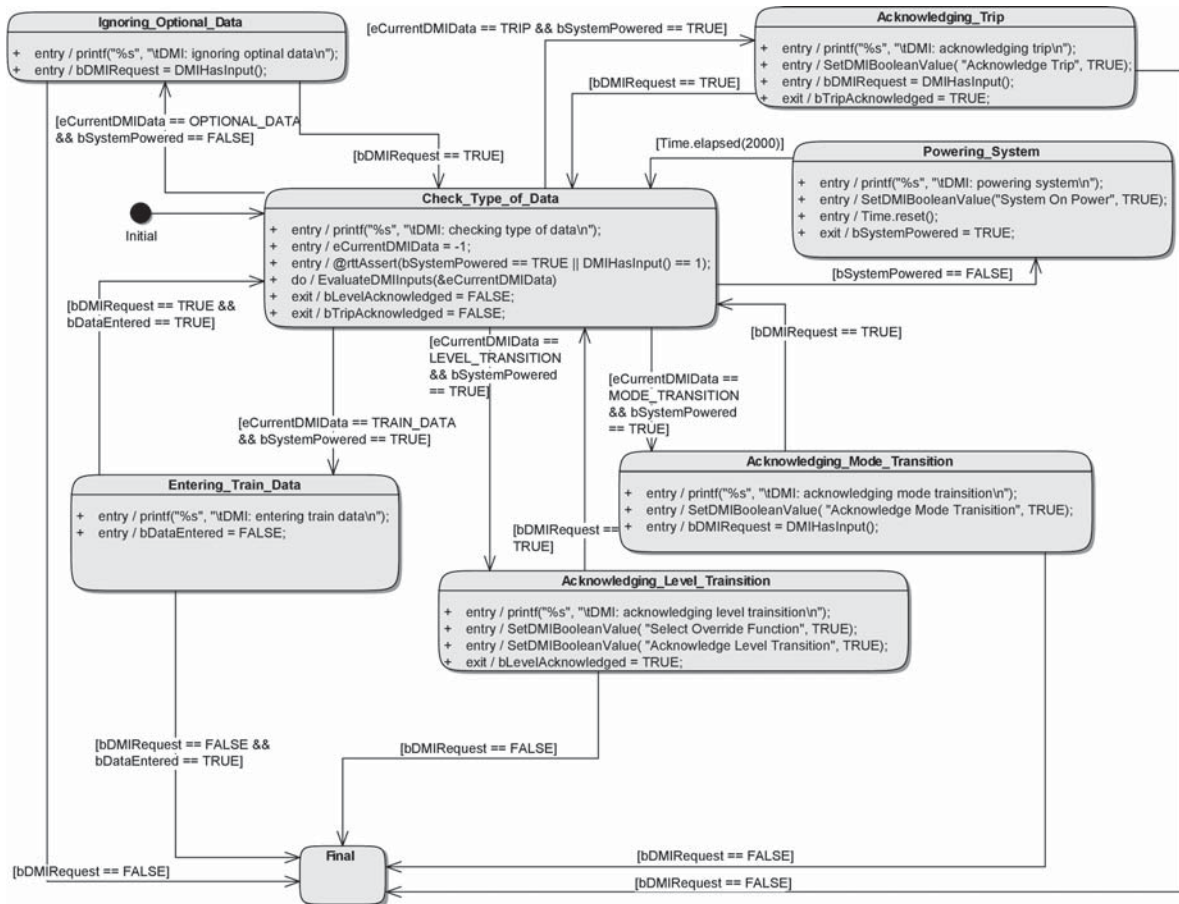 Ignoring_Optional_Data
+ entry / printf("%s", "\tDMI: ignoring optinal data\n");
+ entry / bDMIRequest = DMIHasInput();
[eCurrentDMIData == TRIP && bSystemPowered == TRUE]
Acknowledging_Trip
+ entry / printf("%s", "\tDMI: acknowledging trip\n");
+ entry / SetDMIBooleanValue( "Acknowledge Trip", TRUE);
+ entry / bDMIRequest = DMIHasInput();
+ exit / bTripAcknowledged = TRUE;
[bDMIRequest == TRUE]
[eCurrentDMIData == OPTIONAL_DATA
&& bSystemPowered == FALSE]
[bDMIRequest == TRUE]
[Time.elapsed(2000)]
Powering_System
+ entry / printf("%s", "\tDMI: powering system\n");
+ entry / SetDMIBooleanValue("System On Power", TRUE);
+ entry / Time.reset();
+ exit / bSystemPowered = TRUE;
Initial
Check_Type_of_Data
+ entry / printf("%s", "\tDMI: checking type of data\n");
+ entry / eCurrentDMIData = -1;
+ entry / @rttAssert(bSystemPowered == TRUE || DMIHasInput() == 1);
+ do / EvaluateDMIInputs(&eCurrentDMIData)
+ exit / bLevelAcknowledged = FALSE;
+ exit / bTripAcknowledged = FALSE;
[bSystemPowered == FALSE]
[bDMIRequest == TRUE &&
bDataEntered == TRUE]
[bDMIRequest == TRUE]
[eCurrentDMIData ==
LEVEL_TRANSITION
&& bSystemPowered
== TRUE]
[eCurrentDMIData ==
MODE_TRANSITION
&& bSystemPowered
== TRUE]
[eCurrentDMIData == TRAIN_DATA
&& bSystemPowered == TRUE]
Entering_Train_Data
+ entry / printf("%s", "\tDMI: entering train data\n");
+ entry / bDataEntered = FALSE;
Acknowledging_Mode_Transition
+ entry / printf("%s", "\tDMI: acknowledging mode transition\n");
+ entry / SetDMIBooleanValue( "Acknowledge Mode Tranisition", TRUE);
+ entry / bDMIRequest = DMIHasInput();
[bDMIRequest ==
TRUE]
Acknowledging_Level_Trainsition
+ entry / printf("%s", "\tDMI: acknowledging level trainsition\n");
+ entry / SetDMIBooleanValue( "Select Override Function", TRUE);
+ entry / SetDMIBooleanValue( "Acknowledge Level Transition", TRUE);
+ exit / bLevelAcknowledged = TRUE;
[bDMIRequest == FALSE &&
bDataEntered == TRUE]
[bDMIRequest == FALSE]
Final
[bDMIRequest == FALSE]
[bDMIRequest == FALSE]
[bDMIRequest == FALSE]